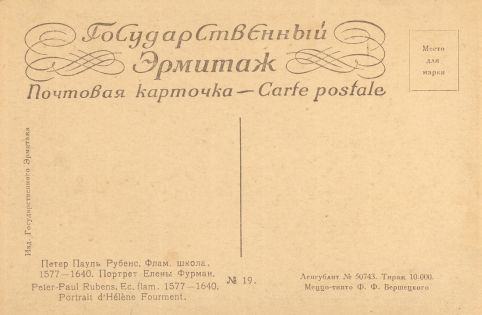 Государственный
Эрмитаж
Почтовая карточка — Carte postale
Место
для
марки
Изд. Государственного Эрмитажа
Петер Пауль Рубенс, Флам. школа.
1577—1640. Портрет Елены Фурман.
Peter-Paul Rubens, Ec. flam. 1577—1640.
Portrait d'Hélène Fourment.
№ 19.
Ленгублит № 50743. Тираж 10.000.
Меццо-тинто Ф. Ф. Берщецкого